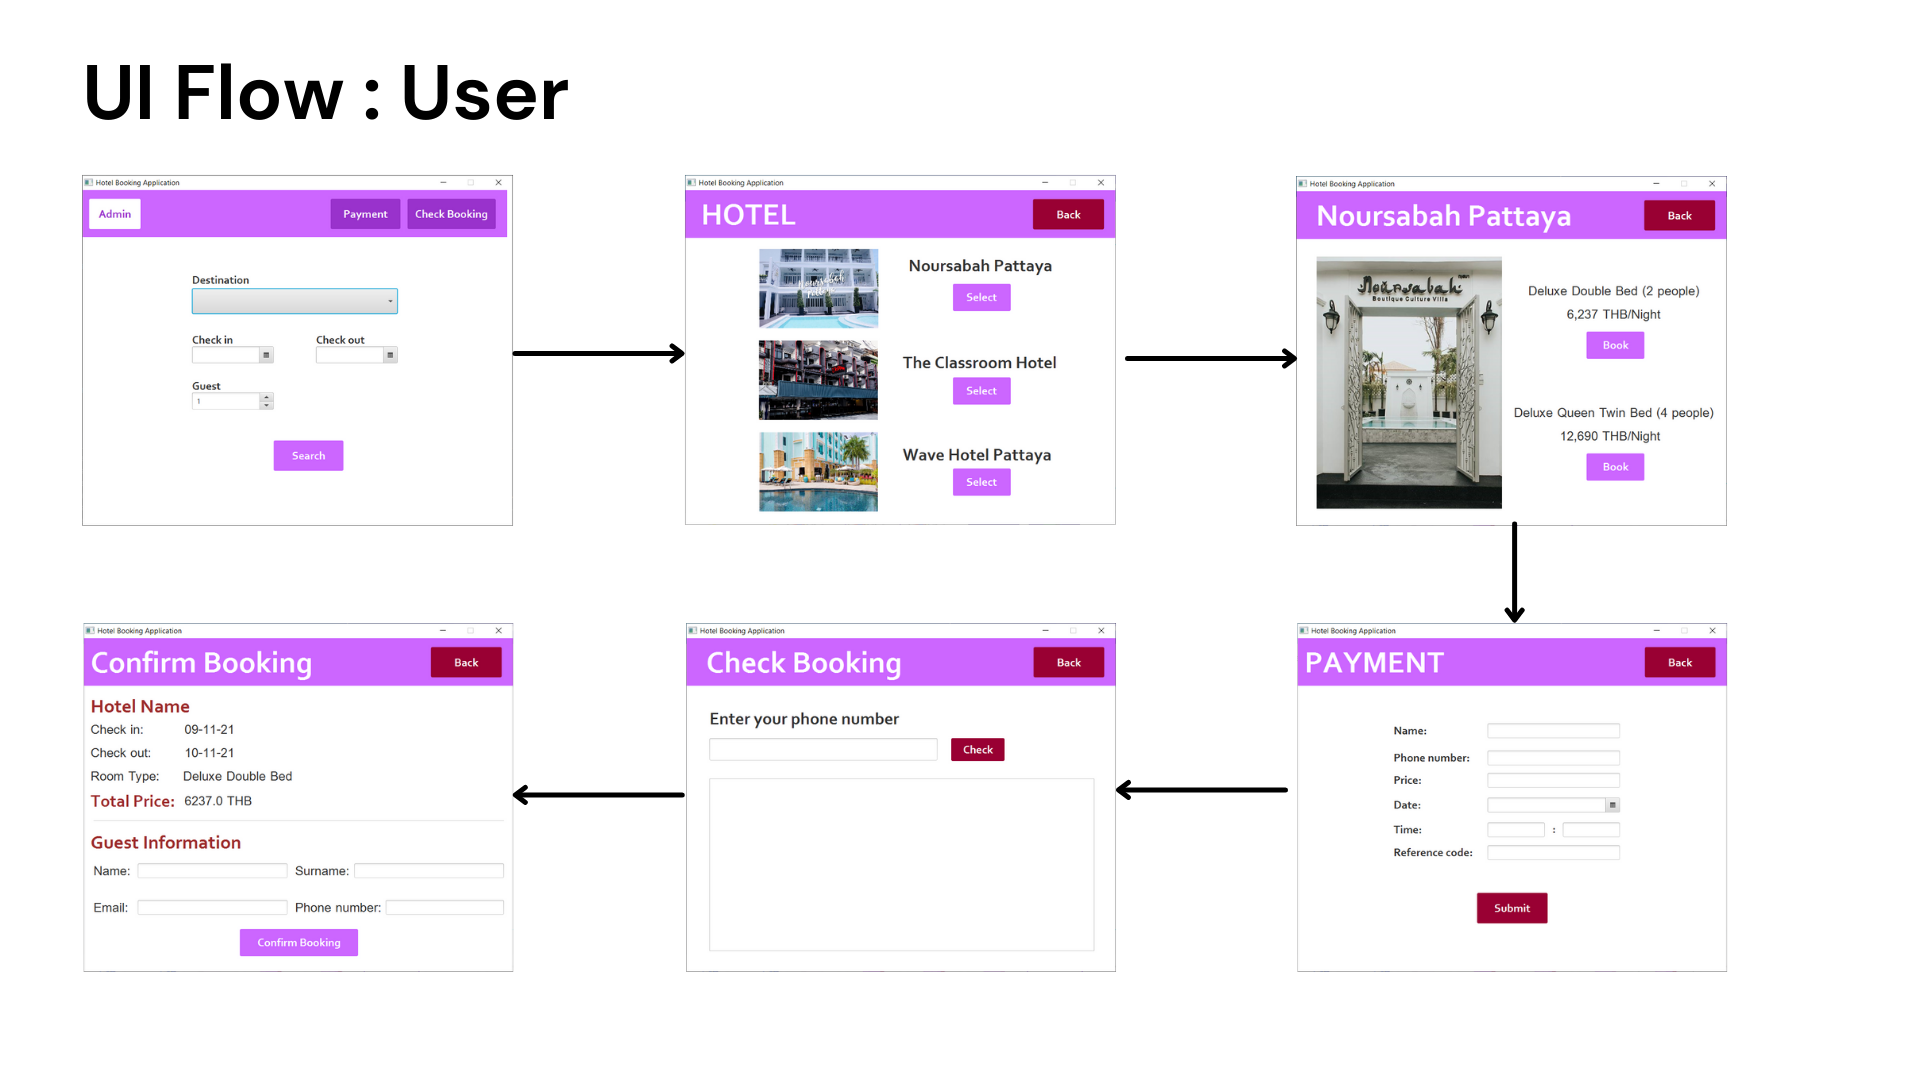 UI Flow : User
Hotel Booking Application
Admin
Payment
Check Booking
Destination
Check in
Check out
Guest
1
Search
Hotel Booking Application
HOTEL
Back
Noursabah Pattaya
Select
The Classroom Hotel
Select
Wave Hotel Pattaya
Select
Hotel Booking Application
Noursabah Pattaya
Back
Noursabah
Boutique Culture Villa
Deluxe Double Bed (2 people)
6,237 THB/Night
Book
Deluxe Queen Twin Bed (4 people)
12,690 THB/Night
Book
Hotel Booking Application
Confirm Booking
Back
Hotel Name
Check in: 09-11-21
Check out: 10-11-21
Room Type: Deluxe Double Bed
Total Price: 6237.0 THB
Guest Information
Name: Surname:
Email: Phone number:
Confirm Booking
Hotel Booking Application
Check Booking
Back
Enter your phone number
Check
Hotel Booking Application
PAYMENT
Back
Name:
Phone number:
Price:
Date:
Time: :
Reference code:
Submit